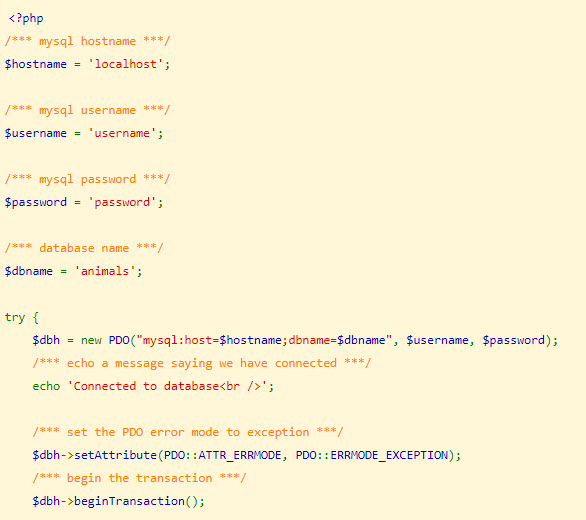 <?php
/*** mysql hostname ***/
$hostname = 'localhost';
/*** mysql username ***/
$username = 'username';
/*** mysql password ***/
$password = 'password';
/*** database name ***/
$dbname = 'animals';
try {
$dbh = new PDO("mysql:host=$hostname;dbname=$dbname", $username, $password);
/*** echo a message saying we have connected ***/
echo 'Connected to database<br />';
/*** set the PDO error mode to exception ***/
$dbh->setAttribute(PDO::ATTR_ERRMODE, PDO::ERRMODE_EXCEPTION);
/*** begin the transaction ***/
$dbh->beginTransaction();